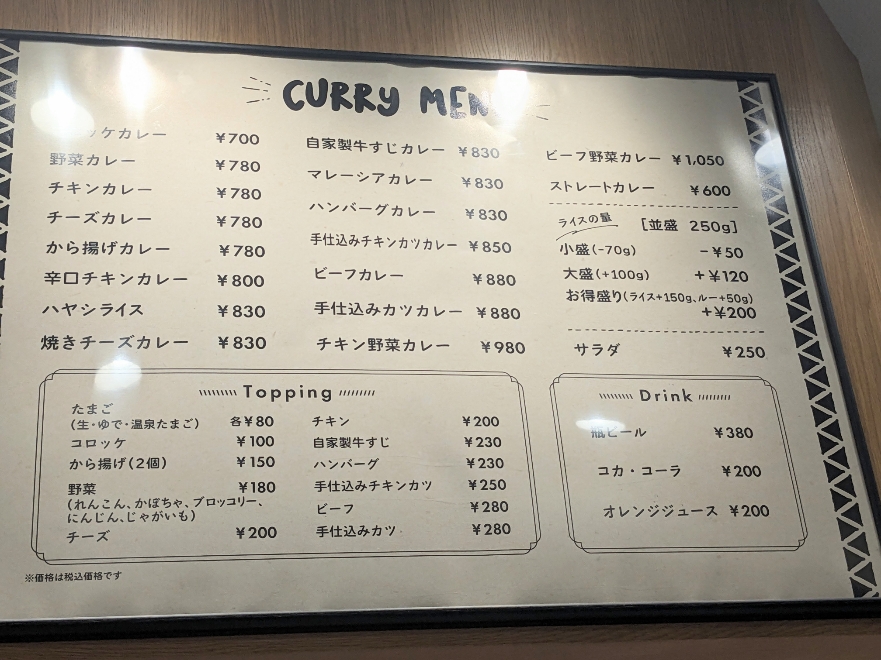 CURRY MEN
ッケカレー ¥700
野菜カレー ¥780
チキンカレー ¥780
チーズカレー ¥780
から揚げカレー ¥780
辛口チキンカレー ¥800
ハヤシライス ¥830
焼きチーズカレー ¥830
自家製牛すじカレー ¥830
マレーシアカレー ¥830
ハンバーグカレー ¥830
手仕込みチキンカツカレー ¥850
ビーフカレー ¥880
手仕込みカツカレー ¥880
チキン野菜カレー ¥980
ビーフ野菜カレー ¥1,050
ストレートカレー ¥600
ライスの量 [並盛 250g]
小盛(-70g) -¥50
大盛(+100g) +¥120
お得盛り(ライス+150g、ルー+50g)
+¥200
サラダ ¥250
Topping
たまご
(生・ゆで・温泉たまご) 各¥80
コロッケ ¥100
から揚げ(2個) ¥150
野菜 ¥180
(れんこん、かぼちゃ、ブロッコリー、
にんじん、じゃがいも)
チーズ ¥200
チキン ¥200
自家製牛すじ ¥230
ハンバーグ ¥230
手仕込みチキンカツ ¥250
ビーフ ¥280
手仕込みカツ ¥280
Drink
瓶ビール ¥380
コカ・コーラ ¥200
オレンジジュース ¥200
※価格は税込価格です